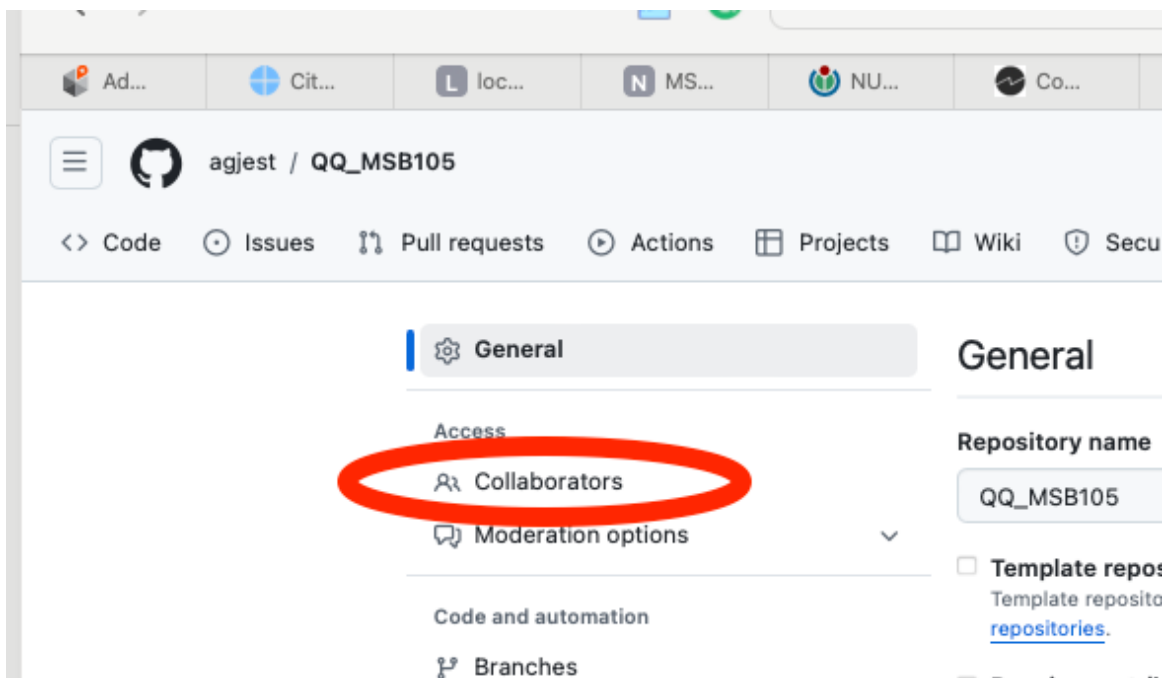 Ad... Cit... L loc... N MS... NU... Co...
agjest / QQ_MSB105
Code Issues Pull requests Actions Projects Wiki Secu
General
General
Access
Repository name
Collaborators
QQ_MSB105
Moderation options
Template repos
Template reposito
Code and automation
repositories.
Branches